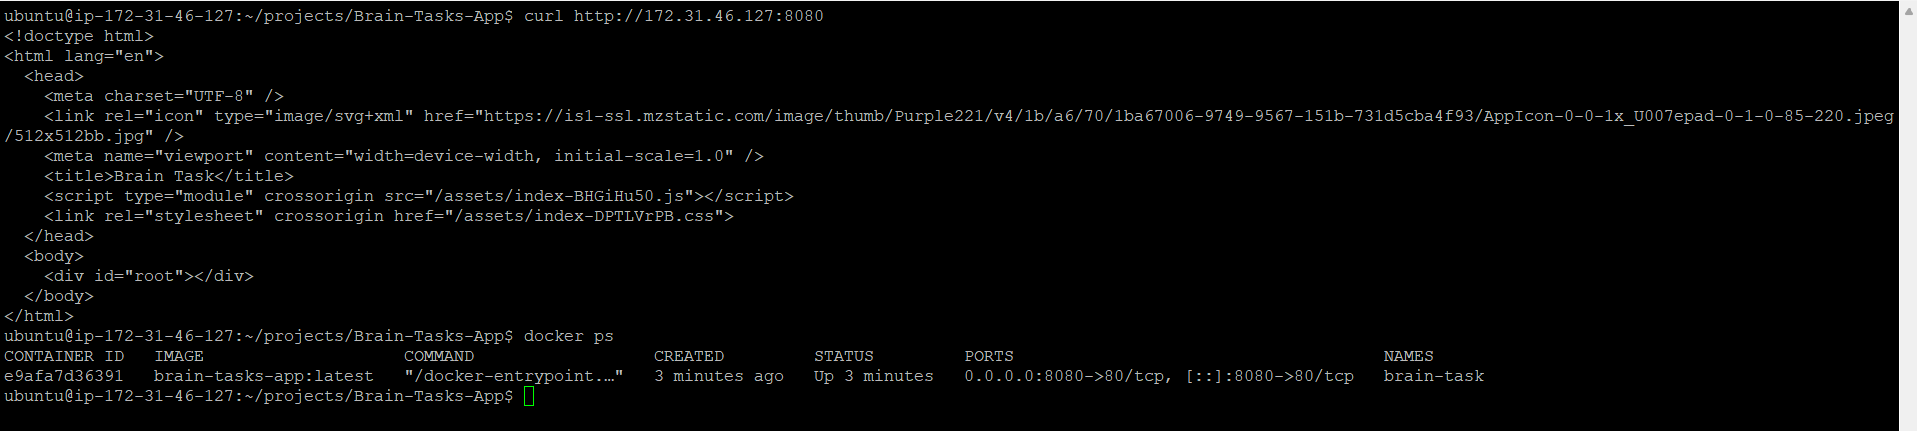 ubuntu@ip-172-31-46-127:~/projects/Brain-Tasks-App$ curl http://172.31.46.127:8080
<!doctype html>
<html lang="en">
  <head>
    <meta charset="UTF-8" />
    <link rel="icon" type="image/svg+xml" href="https://is1-ssl.mzstatic.com/image/thumb/Purple221/v4/1b/a6/70/1ba67006-9749-9567-151b-731d5cba4f93/AppIcon-0-0-1x_U007epad-0-1-0-85-220.jpeg
/512x512bb.jpg" />
    <meta name="viewport" content="width=device-width, initial-scale=1.0" />
    <title>Brain Task</title>
    <script type="module" crossorigin src="/assets/index-BHGiHu50.js"></script>
    <link rel="stylesheet" crossorigin href="/assets/index-DPTLVrPB.css">
  </head>
  <body>
    <div id="root"></div>
  </body>
</html>
ubuntu@ip-172-31-46-127:~/projects/Brain-Tasks-App$ docker ps
CONTAINER ID   IMAGE                    COMMAND                  CREATED         STATUS         PORTS                                     NAMES
e9afa7d36391   brain-tasks-app:latest   "/docker-entrypoint.…"   3 minutes ago   Up 3 minutes   0.0.0.0:8080->80/tcp, [::]:8080->80/tcp   brain-task
ubuntu@ip-172-31-46-127:~/projects/Brain-Tasks-App$